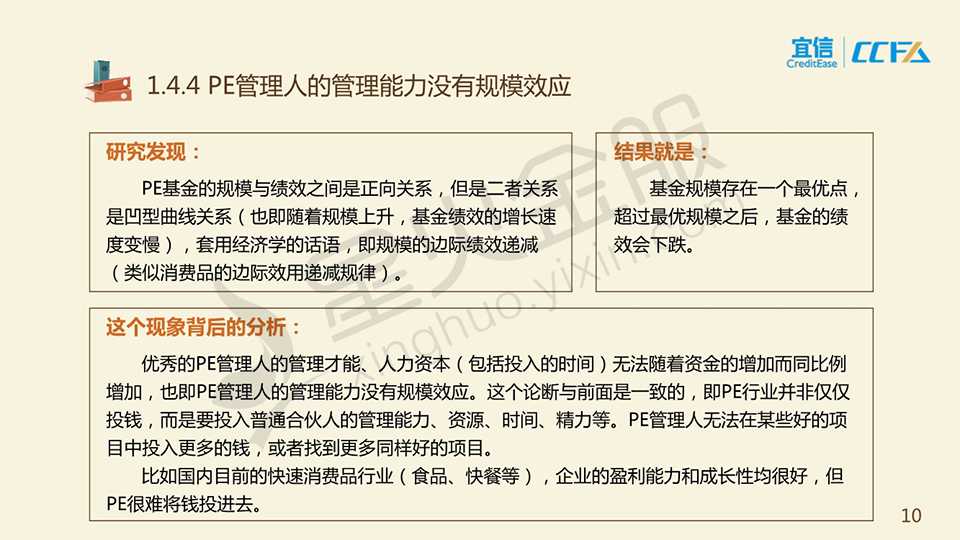 宜信
CreditEase
CCFA
1.4.4 PE管理人的管理能力没有规模效应
研究发现：
PE基金的规模与绩效之间是正向关系，但是二者关系
是凹型曲线关系（也即随着规模上升，基金绩效的增长速
度变慢），套用经济学的话语，即规模的边际绩效递减
（类似消费品的边际效用递减规律）。
结果就是：
基金规模存在一个最优点，
超过最优规模之后，基金的绩
效会下跌。
这个现象背后的分析：
优秀的PE管理人的管理才能、人力资本（包括投入的时间）无法随着资金的增加而同比例
增加，也即PE管理人的管理能力没有规模效应。这个论断与前面是一致的，即PE行业并非仅仅
投钱，而是要投入普通合伙人的管理能力、资源、时间、精力等。PE管理人无法在某些好的项
目中投入更多的钱，或者找到更多同样好的项目。
比如国内目前的快速消费品行业（食品、快餐等），企业的盈利能力和成长性均很好，但
PE很难将钱投进去。
星火金服
xinghuo.yixin.com
10